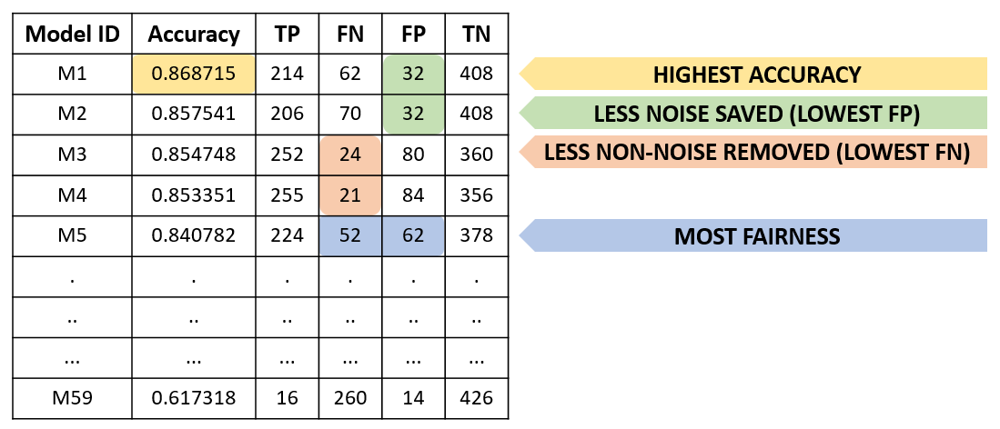 Model ID Accuracy TP FN FP TN
M1 0.868715 214 62 32 408 HIGHEST ACCURACY
M2 0.857541 206 70 32 408 LESS NOISE SAVED (LOWEST FP)
M3 0.854748 252 24 80 360 LESS NON-NOISE REMOVED (LOWEST FN)
M4 0.853351 255 21 84 356
M5 0.840782 224 52 62 378 MOST FAIRNESS
. . . . . .
.. .. .. .. .. ..
... ... ... ... ... ...
M59 0.617318 16 260 14 426